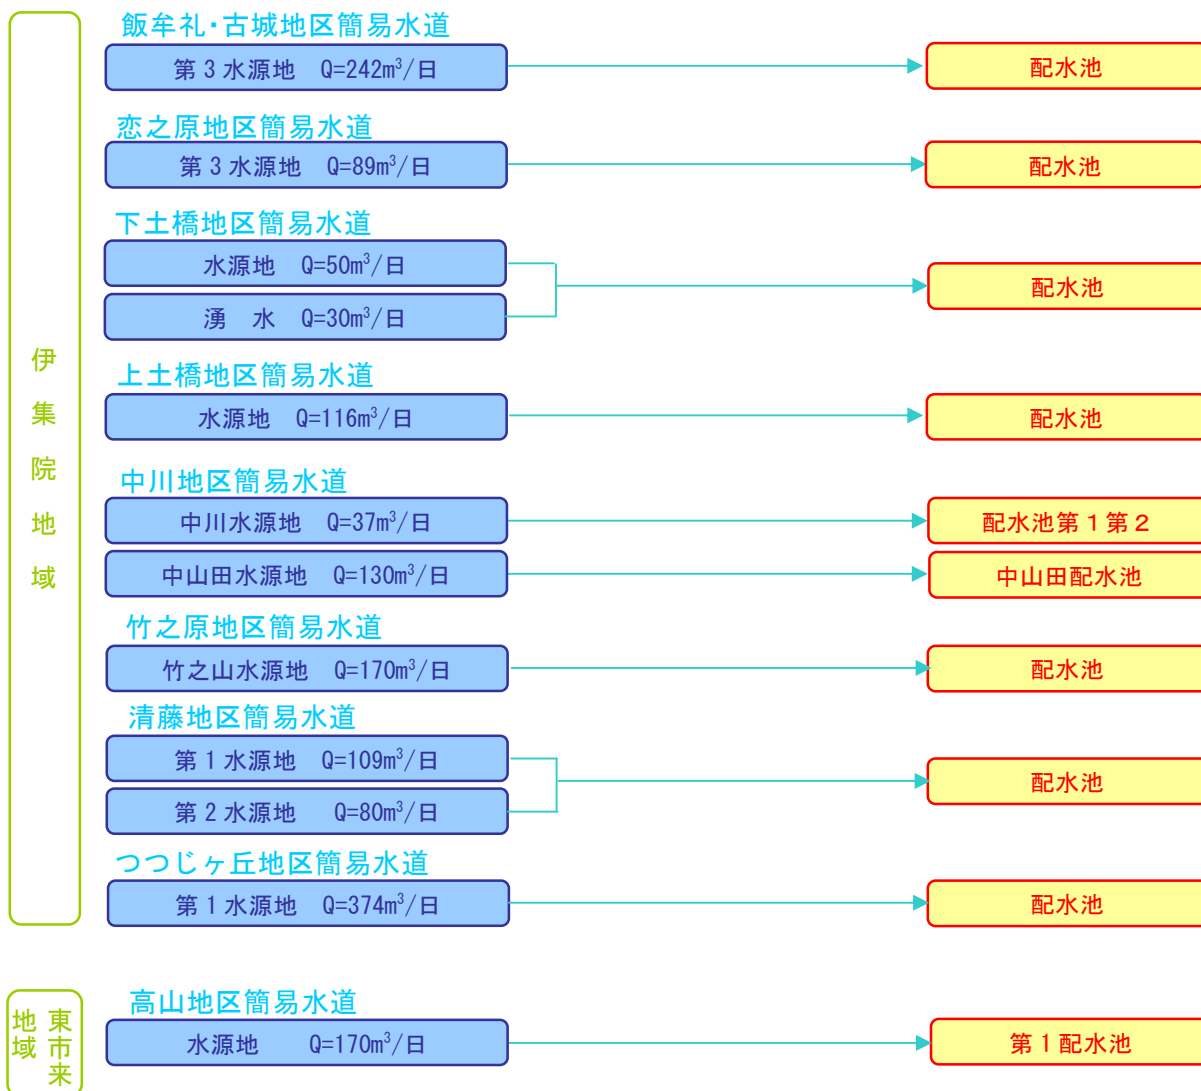 伊集院地域
飯牟礼・古城地区簡易水道
第3水源地 Q=242m³/日
配水池
恋之原地区簡易水道
第3水源地 Q=89m³/日
配水池
下土橋地区簡易水道
水源地 Q=50m³/日
湧 水 Q=30m³/日
配水池
上土橋地区簡易水道
水源地 Q=116m³/日
配水池
中川地区簡易水道
中川水源地 Q=37m³/日
配水池第1第2
中山田水源地 Q=130m³/日
中山田配水池
竹之原地区簡易水道
竹之山水源地 Q=170m³/日
配水池
清藤地区簡易水道
第1水源地 Q=109m³/日
第2水源地 Q=80m³/日
配水池
つつじヶ丘地区簡易水道
第1水源地 Q=374m³/日
配水池
東市来
地域
高山地区簡易水道
水源地 Q=170m³/日
第1配水池